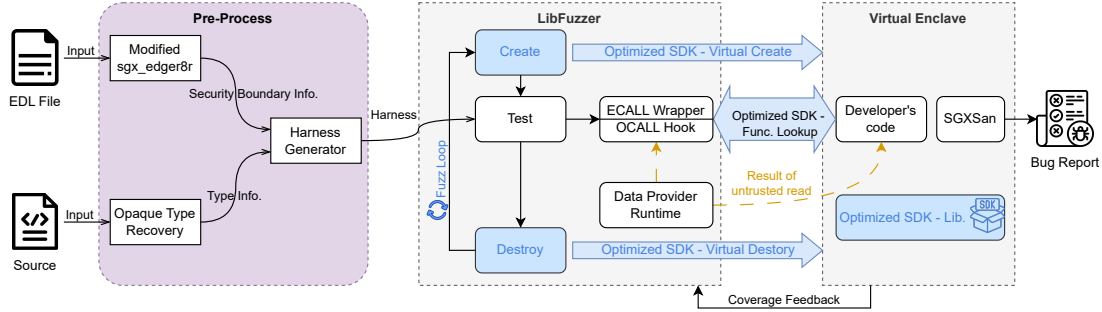 Pre-Process
LibFuzzer
Virtual Enclave
Input
EDL File
Modified
sgx_edger8r
Security Boundary Info.
Harness
Generator
Harness
Type Info.
Input
Source
Opaque Type
Recovery
Create
Optimized SDK - Virtual Create
Test
ECALL Wrapper
OCALL Hook
Optimized SDK -
Func. Lookup
Developer's
code
SGXSan
Bug Report
Fuzz Loop
Data Provider
Runtime
Result of
untrusted read
SDK
Optimized SDK - Lib.
Destroy
Optimized SDK - Virtual Destory
Coverage Feedback